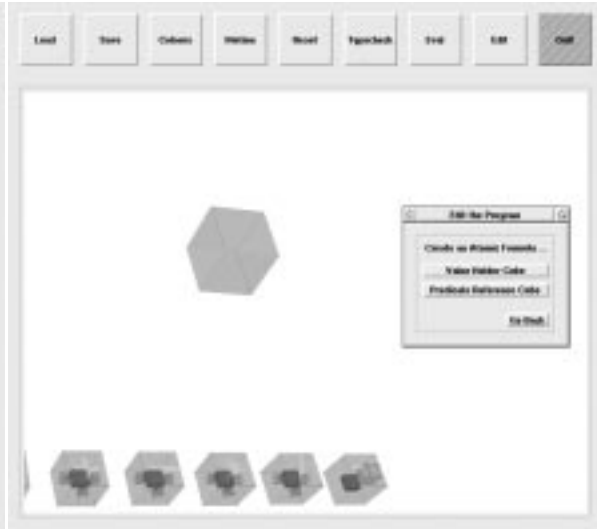 Load
Save
Motion
Reset
Typecheck
Edit
Quit
Edit the Program
Create an Atomic Formula ...
Value Holder Cube
Predicate Reference Cube
Go Back